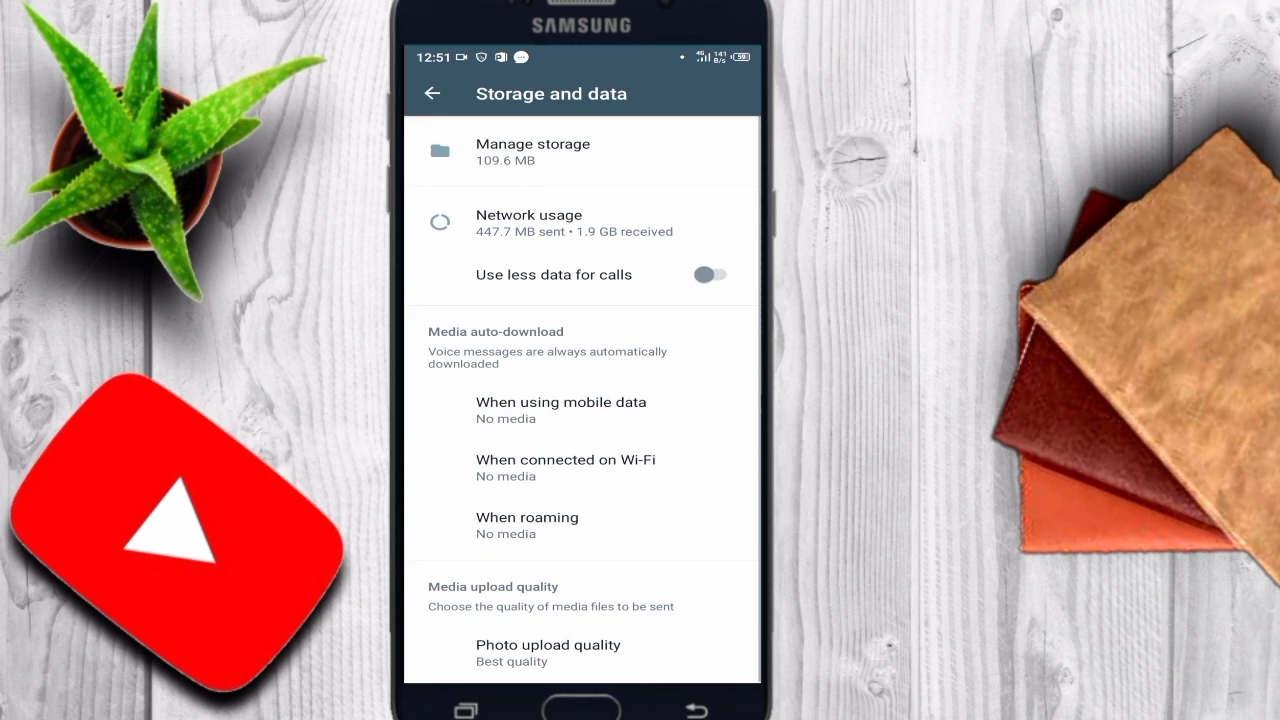 SAMSUNG
12:51
4G 141 B/s 59
Storage and data
Manage storage
109.6 MB
Network usage
447.7 MB sent • 1.9 GB received
Use less data for calls
Media auto-download
Voice messages are always automatically
downloaded
When using mobile data
No media
When connected on Wi-Fi
No media
When roaming
No media
Media upload quality
Choose the quality of media files to be sent
Photo upload quality
Best quality